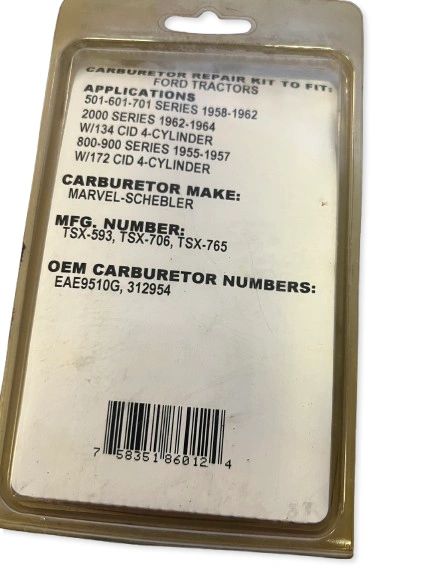 CARBURETOR REPAIR KIT TO FIT:
FORD TRACTORS
APPLICATIONS
501-601-701 SERIES 1958-1962
2000 SERIES 1962-1964
W/134 CID 4-CYLINDER
800-900 SERIES 1955-1957
W/172 CID 4-CYLINDER
CARBURETOR MAKE:
MARVEL-SCHEBLER
MFG. NUMBER:
TSX-593, TSX-706, TSX-765
OEM CARBURETOR NUMBERS:
EAE9510G, 312954
7 58351 86012 4